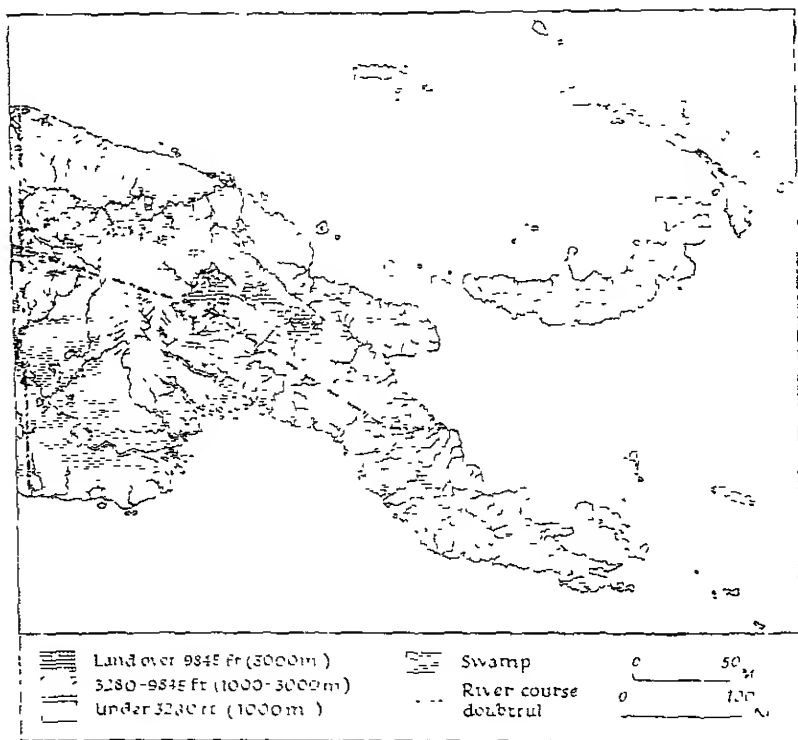 Land over 9845 ft (3000m)
3280-9845 ft (1000-3000m)
Under 3280 ft (1000m)
Swamp
River course
doubtful
0 50
0 100